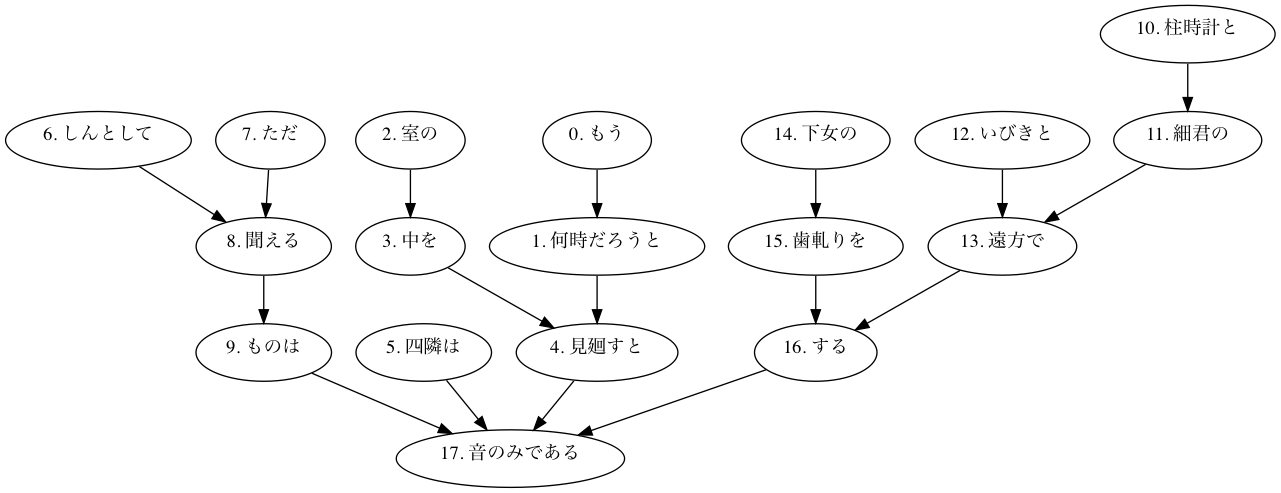 10. 柱時計と
6. しんとして
7. ただ
2. 室の
0. もう
14. 下女の
12. いびきと
11. 細君の
8. 聞える
3. 中を
1. 何時だろうと
15. 歯軋りを
13. 遠方で
9. ものは
5. 四隣は
4. 見廻すと
16. する
17. 音のみである